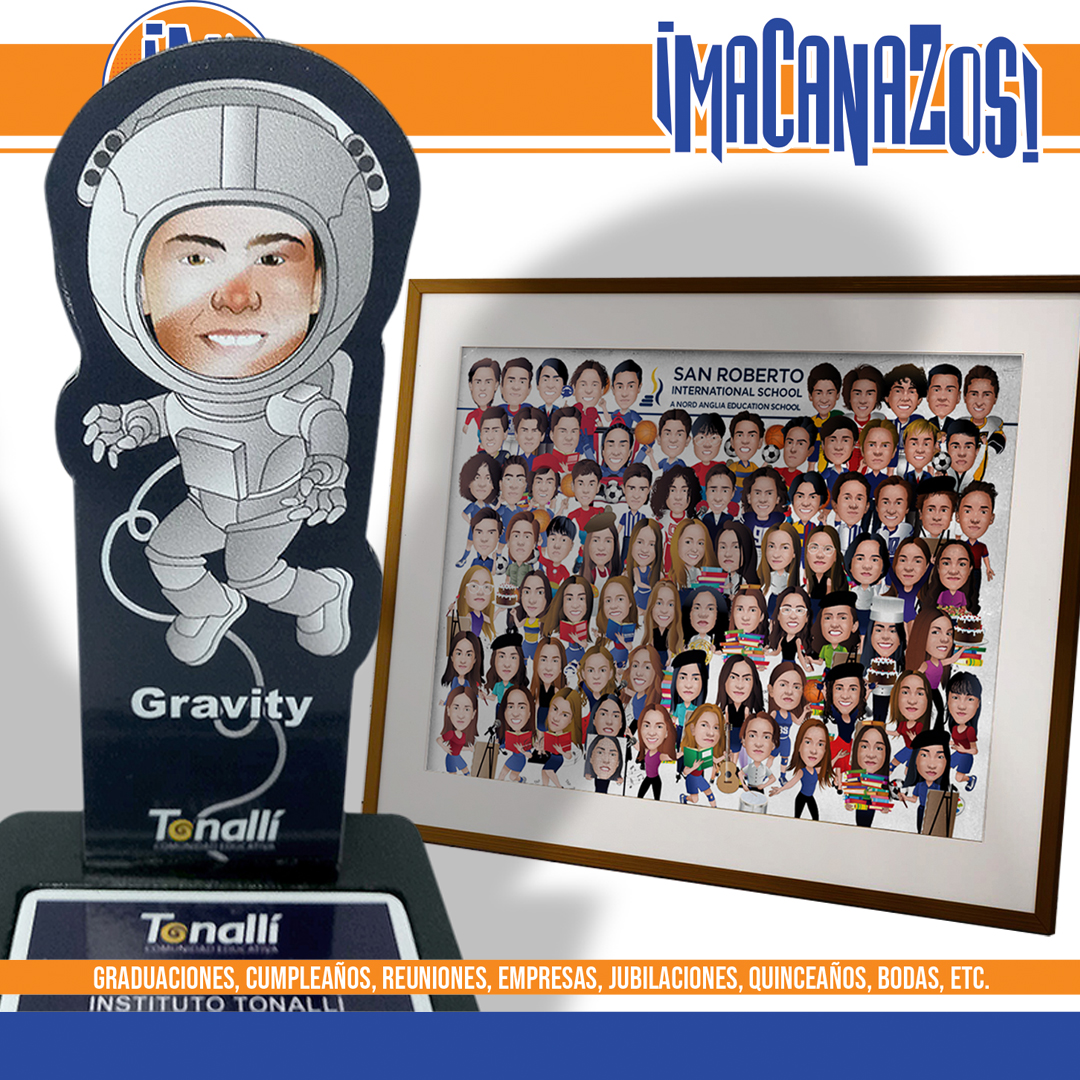 ¡MACANAZOS!
SAN ROBERTO
INTERNATIONAL SCHOOL
A NORD ANGLIA EDUCATION SCHOOL
Gravity
Tonallí
COMUNIDAD EDUCATIVA
Tonallí
COMUNIDAD EDUCATIVA
GRADUACIONES, CUMPLEAÑOS, REUNIONES, EMPRESAS, JUBILACIONES, QUINCEAÑOS, BODAS, ETC.
INSTITUTO TONALLI